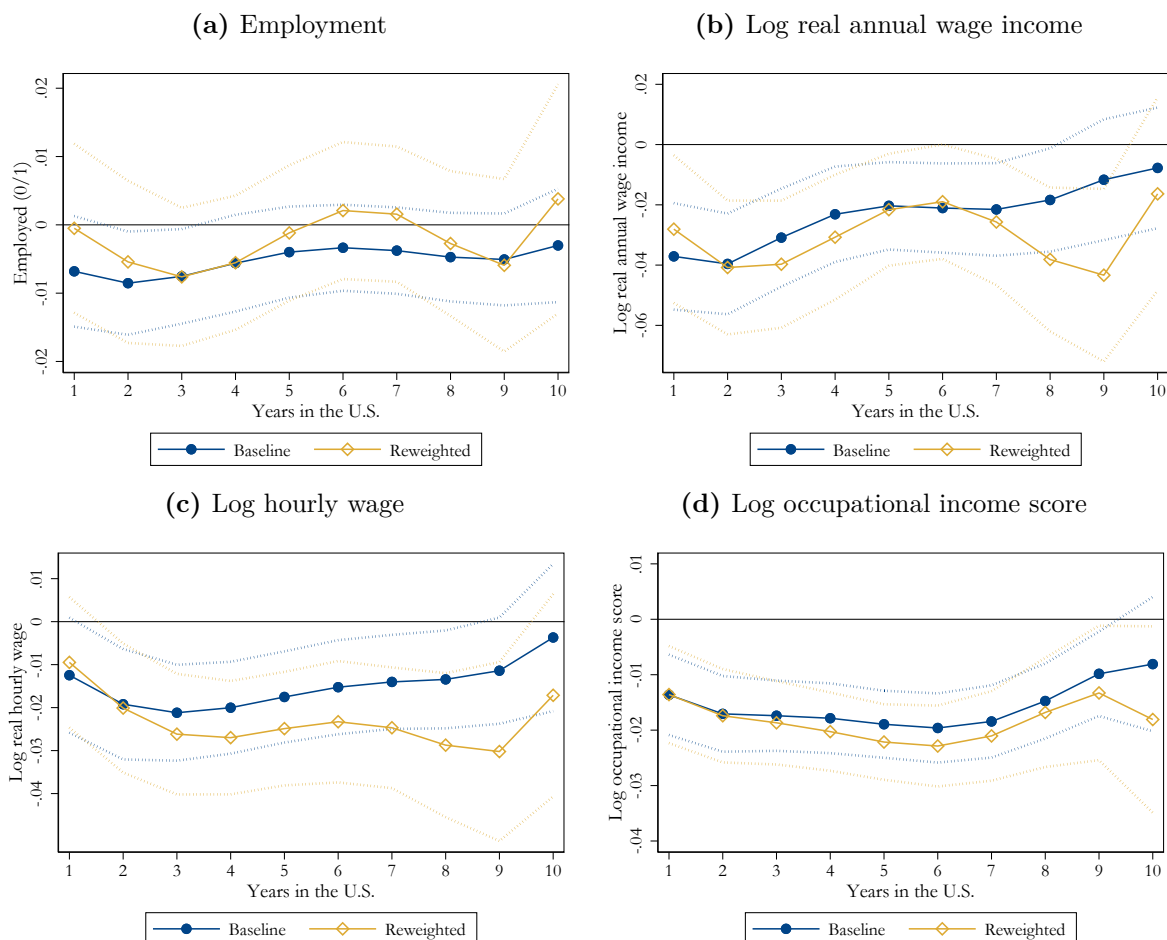 (a) Employment
Employed (0/1)
.02
.01
0
-.01
-.02
1 2 3 4 5 6 7 8 9 10
Years in the U.S.
Baseline Reweighted
(b) Log real annual wage income
Log real annual wage income
.02
0
-.02
-.04
-.06
1 2 3 4 5 6 7 8 9 10
Years in the U.S.
Baseline Reweighted
(c) Log hourly wage
Log real hourly wage
.01
0
-.01
-.02
-.03
-.04
1 2 3 4 5 6 7 8 9 10
Years in the U.S.
Baseline Reweighted
(d) Log occupational income score
Log occupational income score
.01
0
-.01
-.02
-.03
-.04
1 2 3 4 5 6 7 8 9 10
Years in the U.S.
Baseline Reweighted